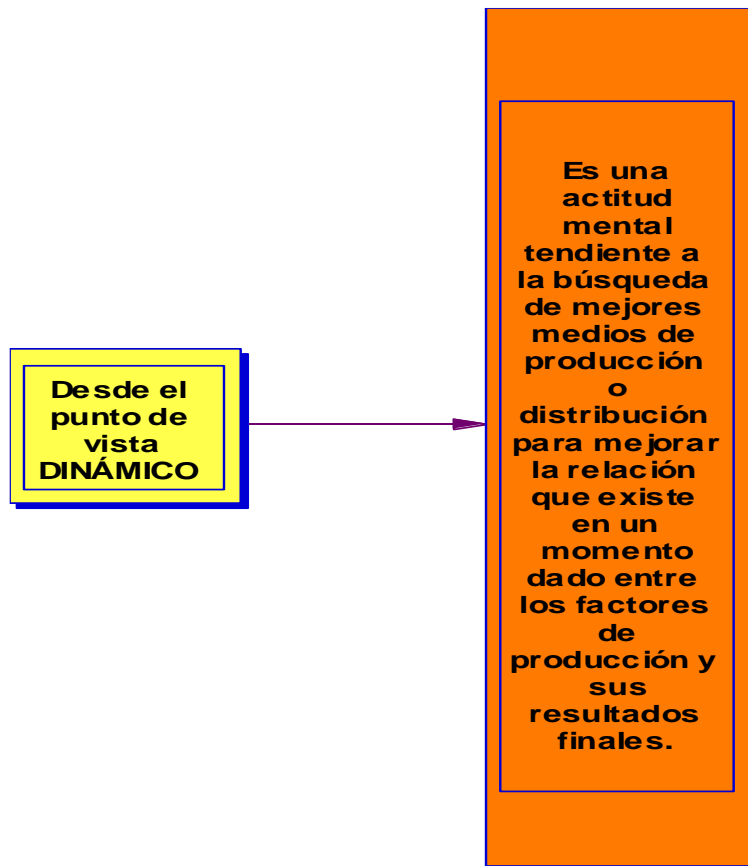 Desde el
punto de
vista
DINÁMICO
Es una
actitud
mental
tendiente a
la búsqueda
de mejores
medios de
producción
o
distribución
para mejorar
la relación
que existe
en un
momento
dado entre
los factores
de
producción y
sus
resultados
finales.